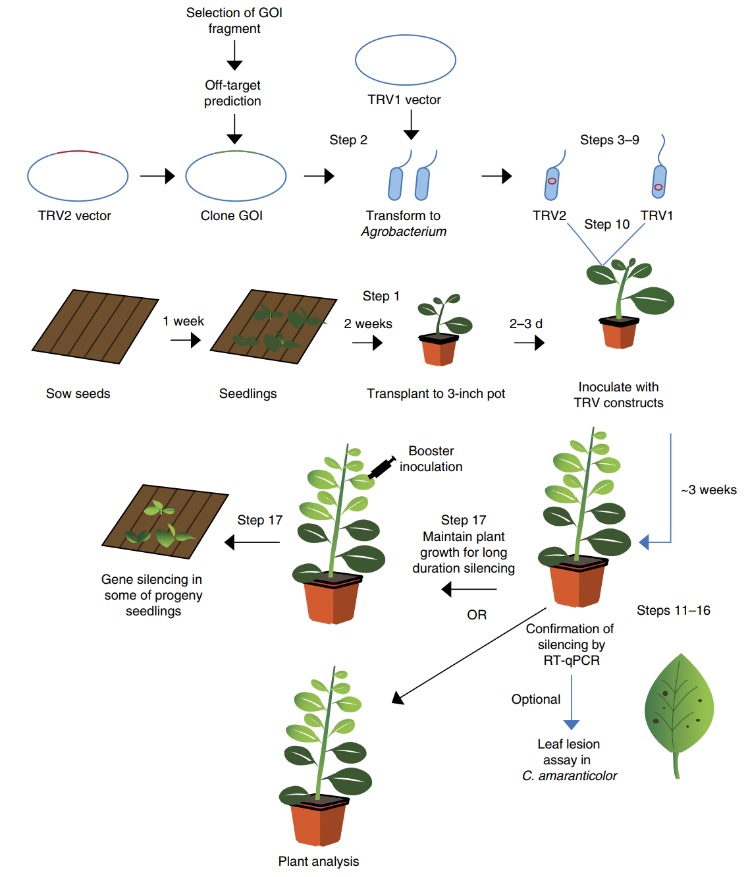 Selection of GOI
fragment
Off-target
prediction
TRV1 vector
Step 2
Steps 3–9
TRV2 vector
Clone GOI
Transform to
Agrobacterium
TRV2
TRV1
Step 10
1 week
Step 1
2 weeks
2–3 d
Sow seeds
Seedlings
Transplant to 3-inch pot
Inoculate with
TRV constructs
Booster
inoculation
~3 weeks
Step 17
Step 17
Maintain plant
growth for long
duration silencing
Gene silencing in
some of progeny
seedlings
OR
Steps 11–16
Confirmation of
silencing by
RT-qPCR
Optional
Leaf lesion
assay in
C. amaranticolor
Plant analysis